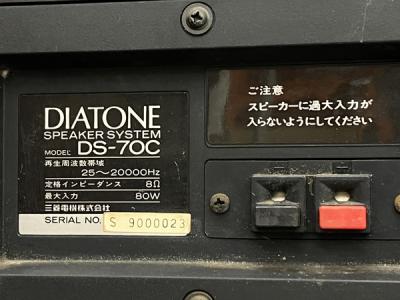 DIATONE
SPEAKER SYSTEM
MODEL DS-70C
再生周波数帯域
25～20000Hz
定格インピーダンス 8Ω
最大入力 80W
三菱電機株式会社
SERIAL NO. S 9000023
ご注意
スピーカーに過大入力が
入らないようにしてください